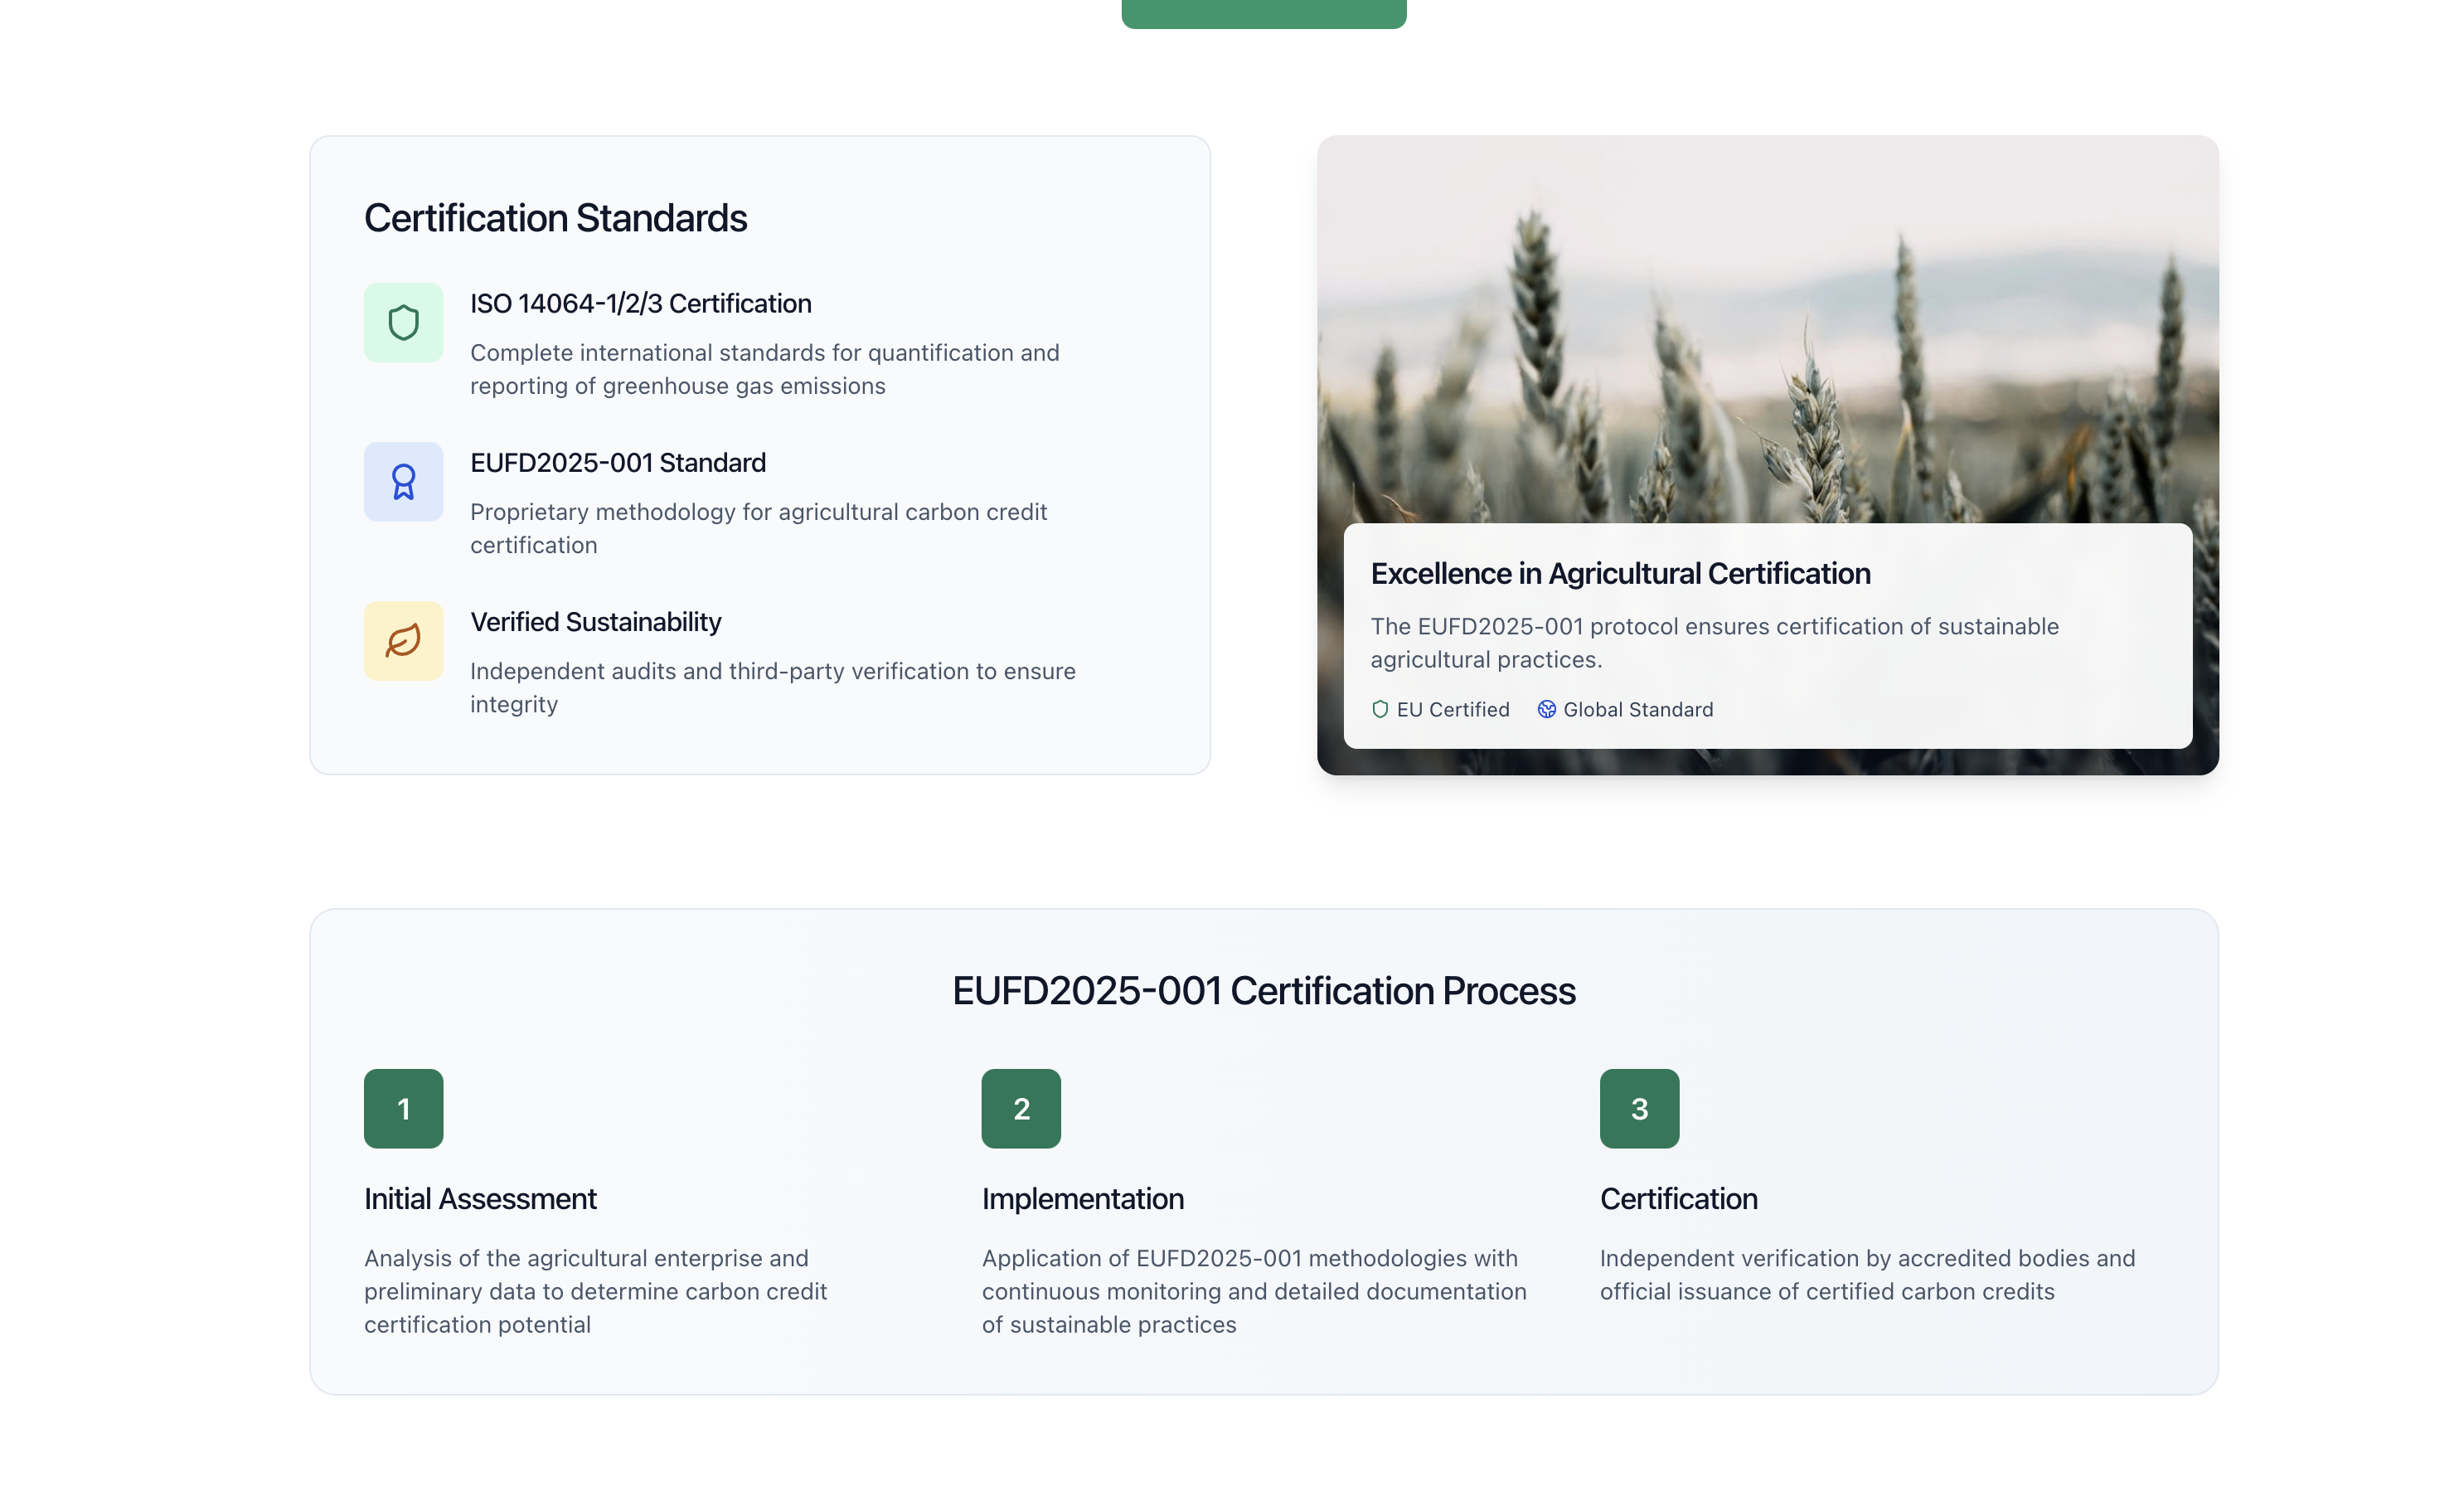 Certification Standards
ISO 14064-1/2/3 Certification
Complete international standards for quantification and
reporting of greenhouse gas emissions
EUFD2025-001 Standard
Proprietary methodology for agricultural carbon credit
certification
Verified Sustainability
Independent audits and third-party verification to ensure
integrity
Excellence in Agricultural Certification
The EUFD2025-001 protocol ensures certification of sustainable
agricultural practices.
EU Certified Global Standard
EUFD2025-001 Certification Process
1
Initial Assessment
Analysis of the agricultural enterprise and
preliminary data to determine carbon credit
certification potential
2
Implementation
Application of EUFD2025-001 methodologies with
continuous monitoring and detailed documentation
of sustainable practices
3
Certification
Independent verification by accredited bodies and
official issuance of certified carbon credits